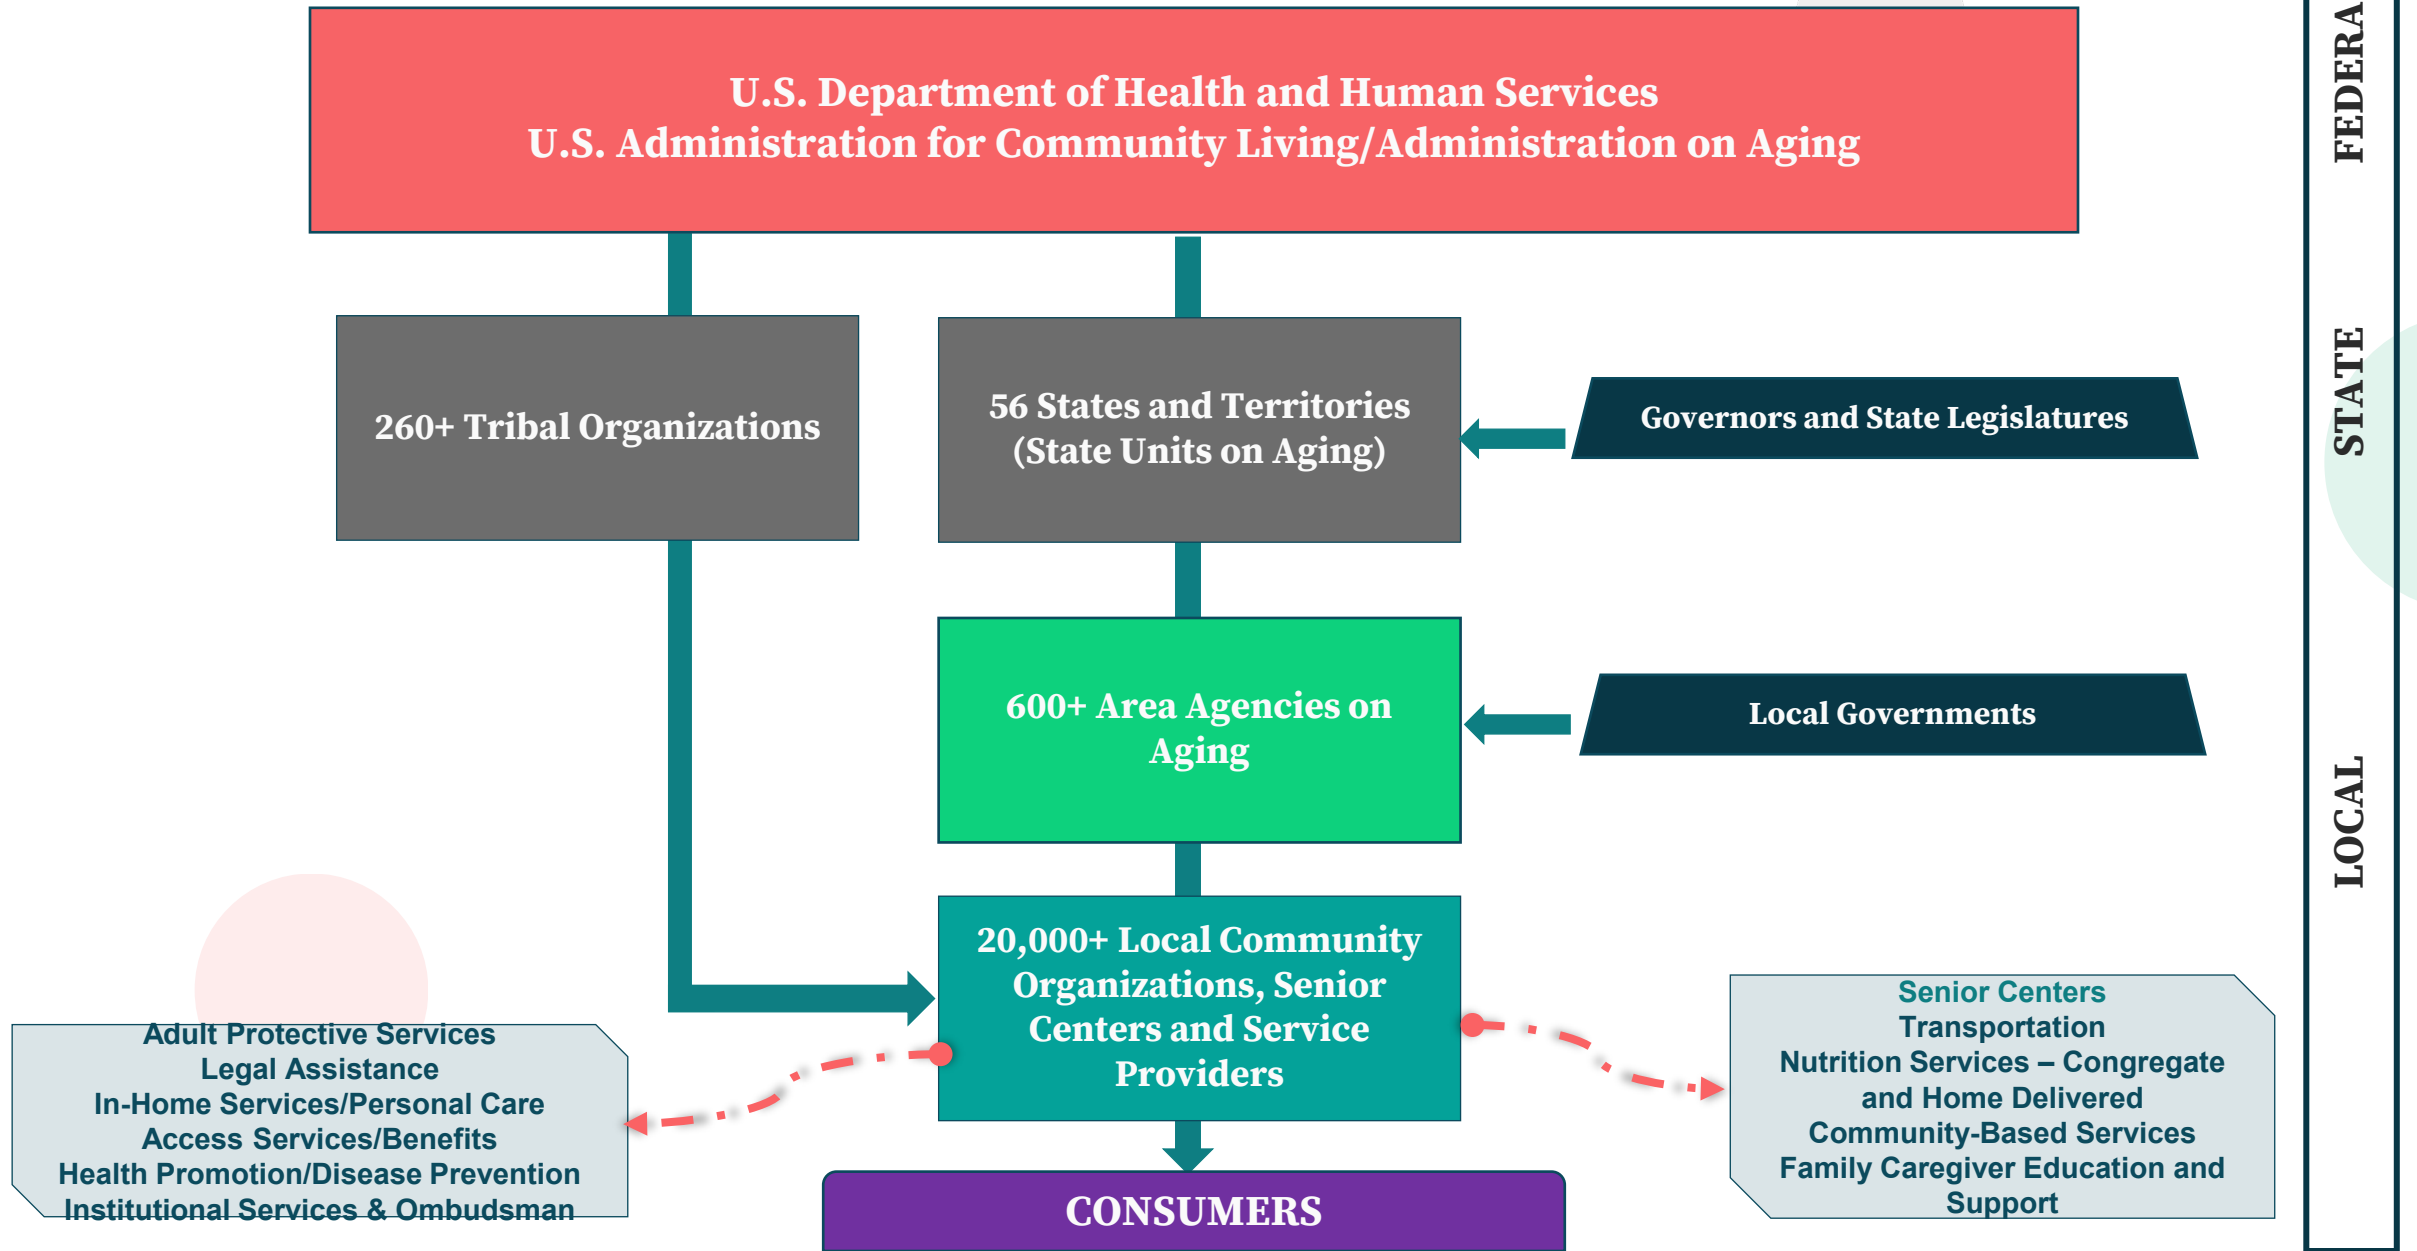 U.S. Department of Health and Human Services
U.S. Administration for Community Living/Administration on Aging
FEDERA
260+ Tribal Organizations
56 States and Territories
(State Units on Aging)
Governors and State Legislatures
STATE
600+ Area Agencies on
Aging
Local Governments
LOCAL
20,000+ Local Community
Organizations, Senior
Centers and Service
Providers
Adult Protective Services
Legal Assistance
In-Home Services/Personal Care
Access Services/Benefits
Health Promotion/Disease Prevention
Institutional Services & Ombudsman
Senior Centers
Transportation
Nutrition Services – Congregate
and Home Delivered
Community-Based Services
Family Caregiver Education and
Support
CONSUMERS